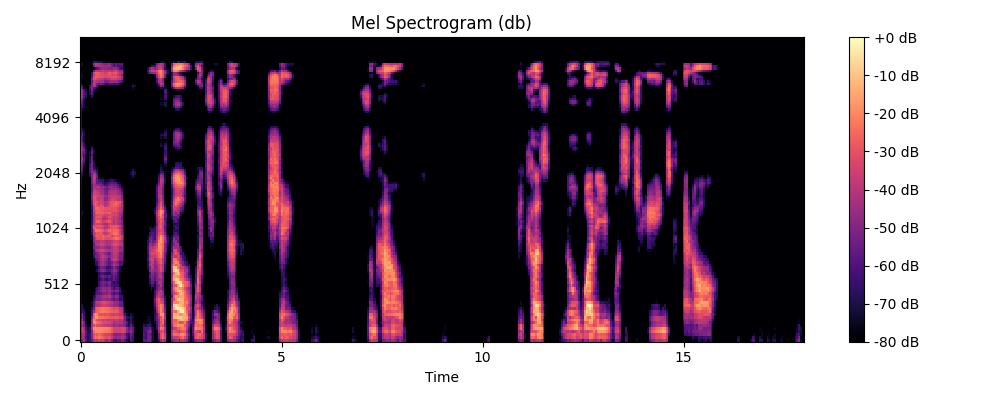 Mel Spectrogram (db)
8192
4096
2048
1024
512
0
Hz
0 5 10 15
Time
+0 dB
-10 dB
-20 dB
-30 dB
-40 dB
-50 dB
-60 dB
-70 dB
-80 dB